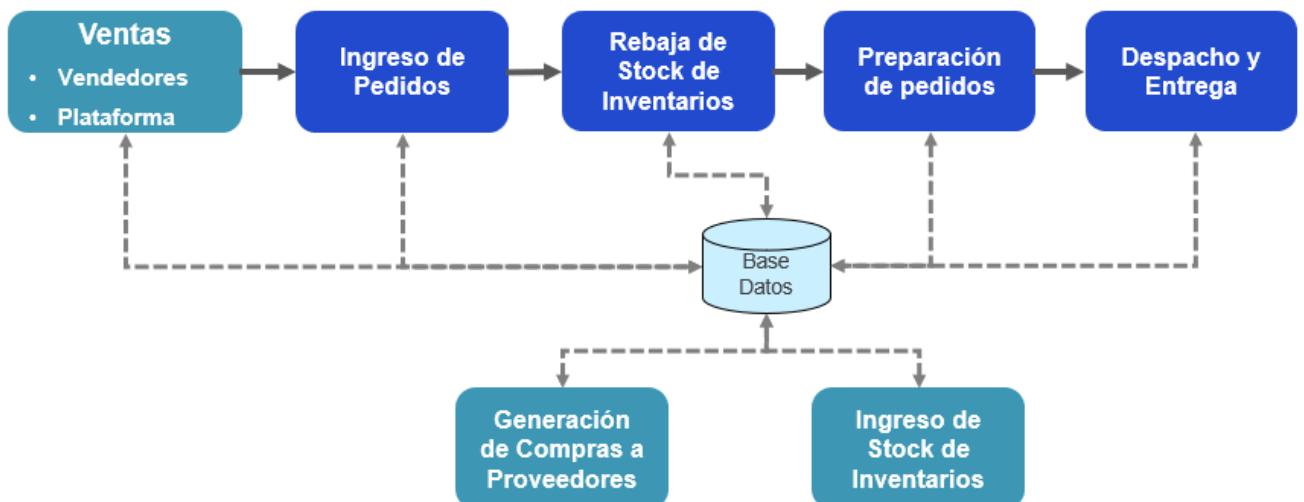 Ventas
• Vendedores
• Plataforma
Ingreso de
Pedidos
Rebaja de
Stock de
Inventarios
Preparación
de pedidos
Despacho y
Entrega
Base
Datos
Generación
de Compras a
Proveedores
Ingreso de
Stock de
Inventarios